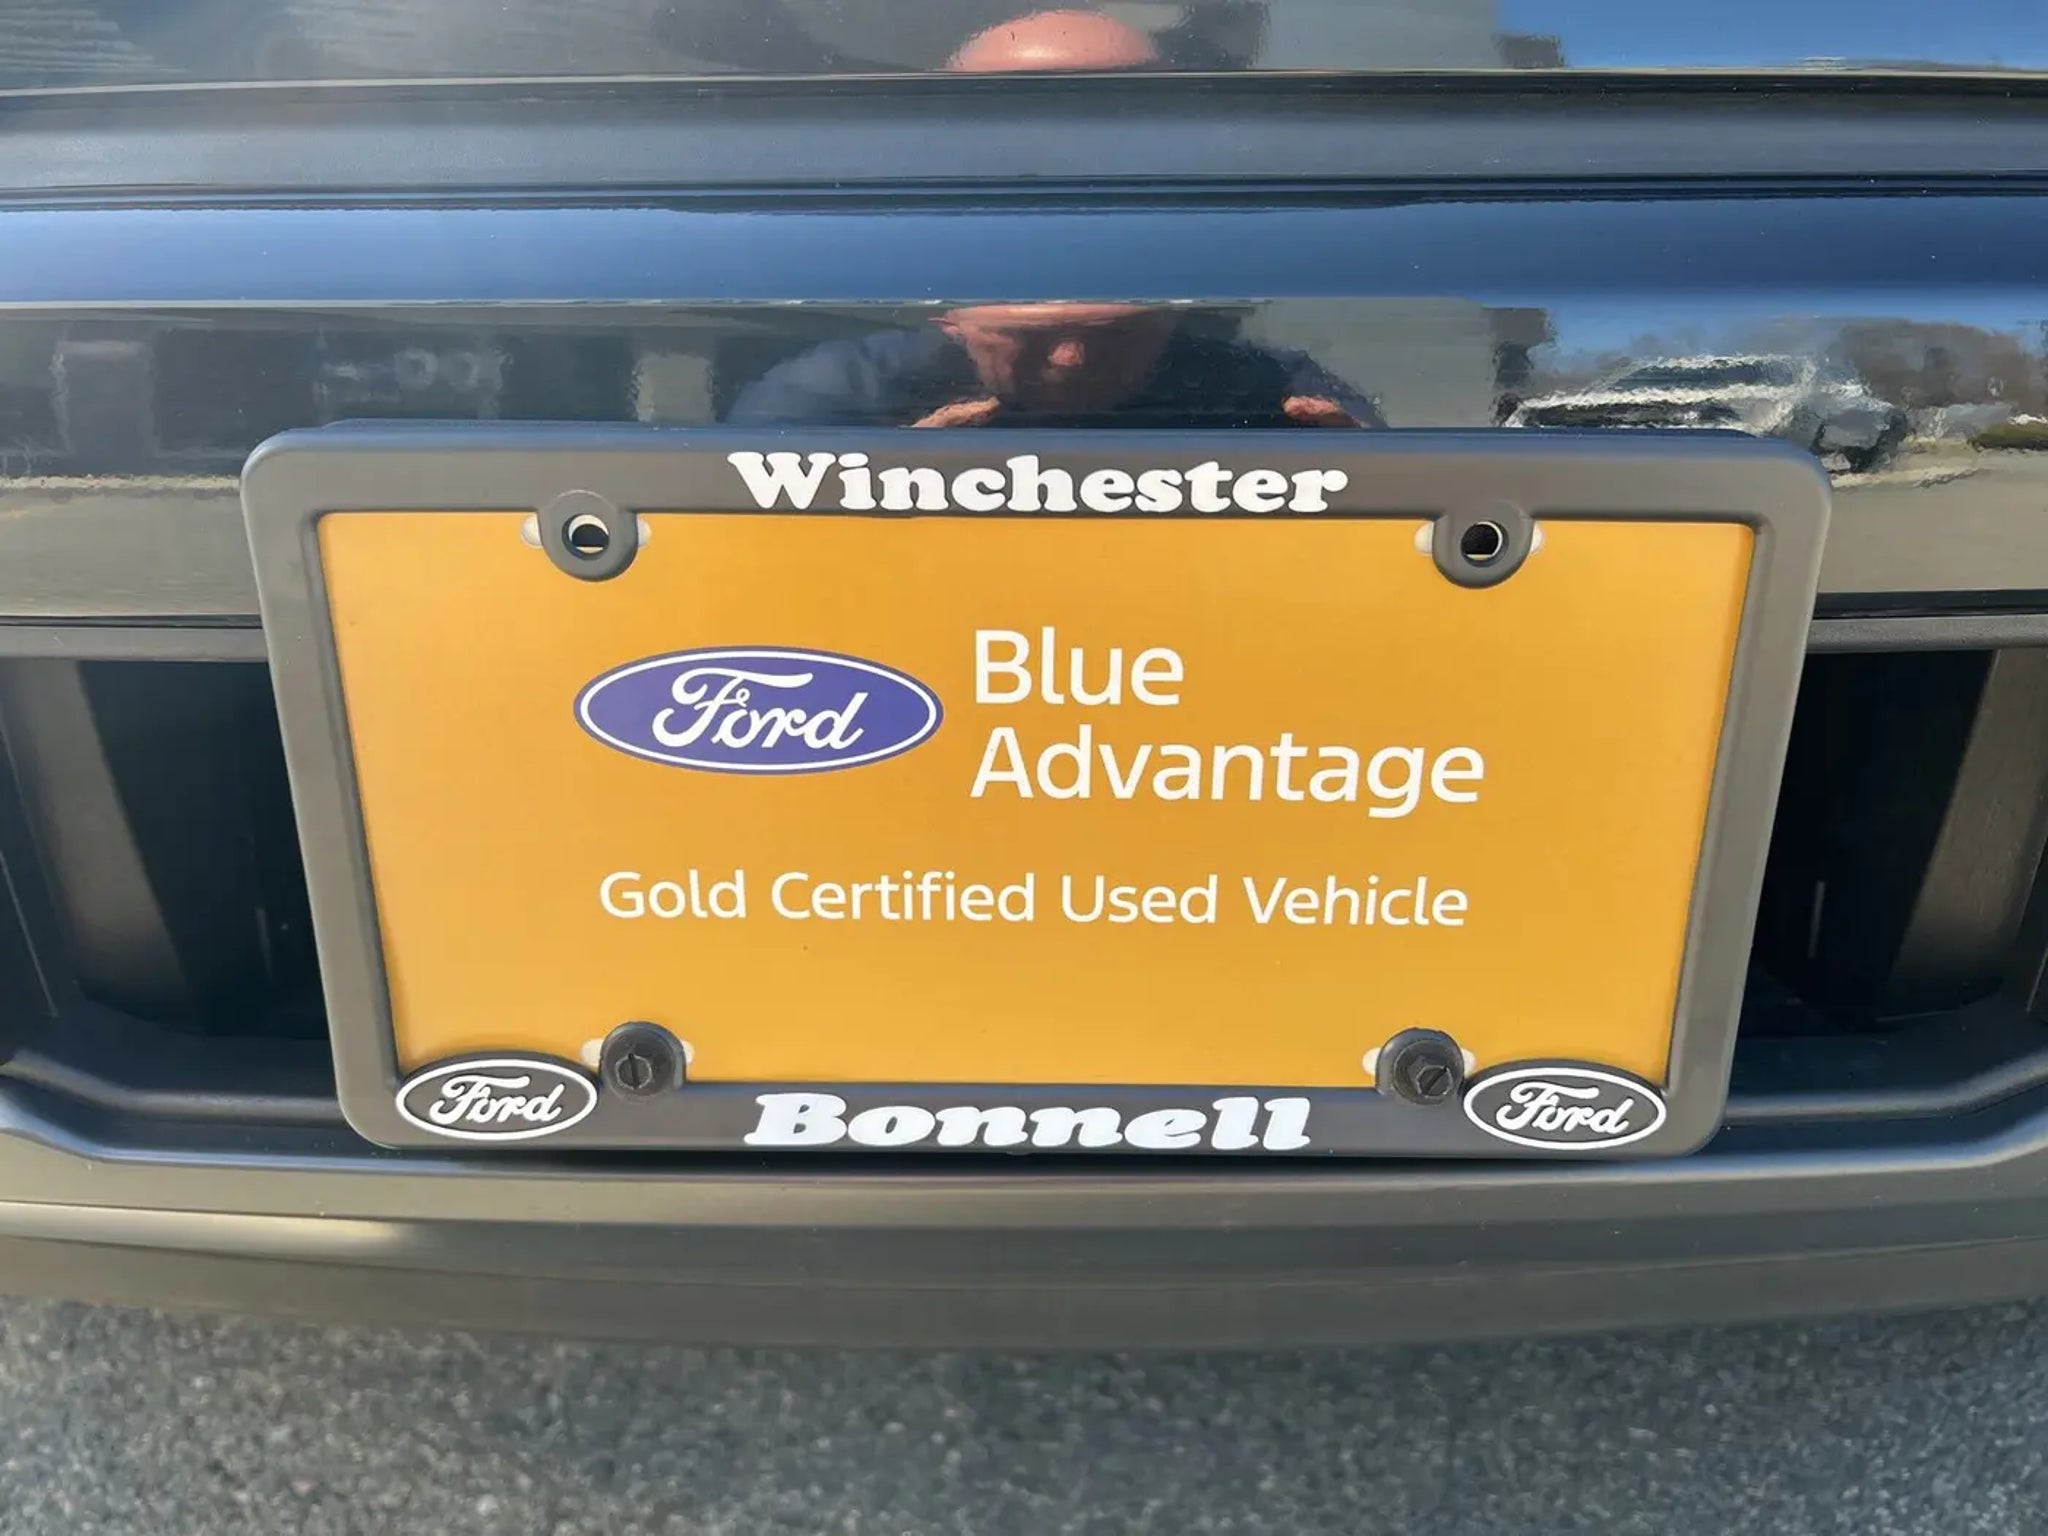 Winchester
Ford
Blue
Advantage
Gold Certified Used Vehicle
Ford
Bonnell
Ford